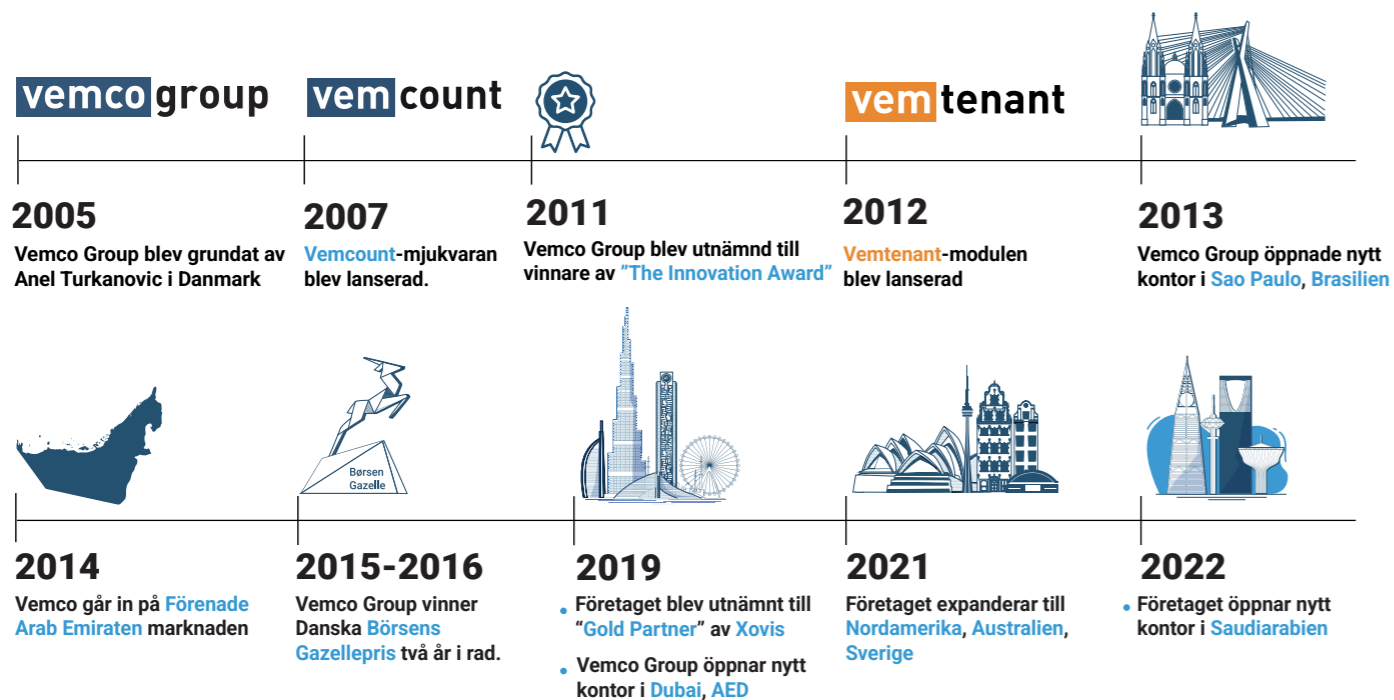 vemco group
vem count
vem tenant
2005
Vemco Group blev grundat av
Anel Turkanovic i Danmark
2007
Vemcount-mjukvaran
blev lanserad.
2011
Vemco Group blev utnämnd till
vinnare av ”The Innovation Award”
2012
Vemtenant-modulen
blev lanserad
2013
Vemco Group öppnade nytt
kontor i Sao Paulo, Brasilien
Børsen
Gazelle
2014
Vemco går in på Förenade
Arab Emiraten marknaden
2015-2016
Vemco Group vinner
Danska Börsens
Gazellepris två år i rad.
2019
• Företaget blev utnämnt till
“Gold Partner” av Xovis
• Vemco Group öppnar nytt
kontor i Dubai, AED
2021
Företaget expanderar till
Nordamerika, Australien,
Sverige
2022
• Företaget öppnar nytt
kontor i Saudiarabien